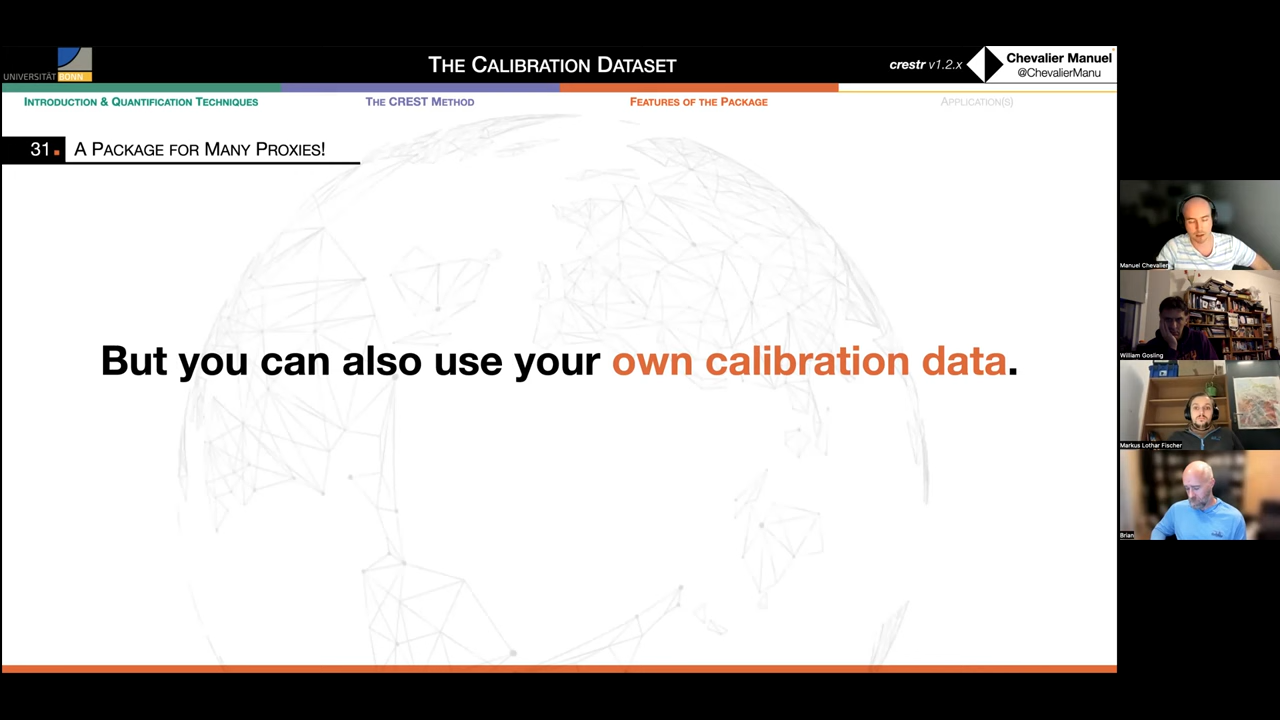 UNIVERSITÄT BONN
THE CALIBRATION DATASET
crestr v1.2.x
Chevalier Manuel
@ChevalierManu
INTRODUCTION & QUANTIFICATION TECHNIQUES
THE CREST METHOD
FEATURES OF THE PACKAGE
APPLICATION(S)
31. A PACKAGE FOR MANY PROXIES!
But you can also use your own calibration data.
Manuel Chevalier
William Gosling
Markus Lothar Fischer
Brian